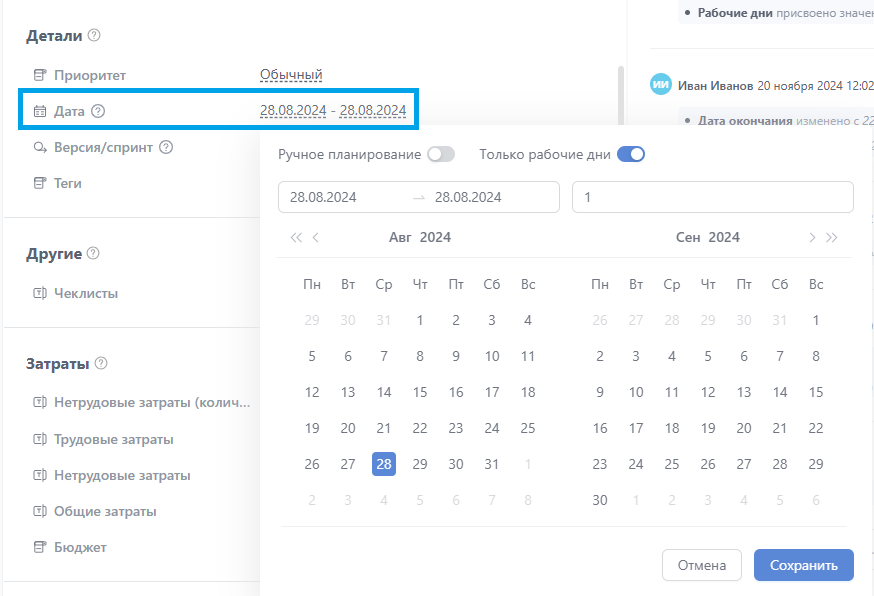 Детали
Приоритет
Обычный
Дата
28.08.2024 - 28.08.2024
Версия/спринт
Теги
Другие
Чеклисты
Затраты
Нетрудовые затраты (колич...
Трудовые затраты
Нетрудовые затраты
Общие затраты
Бюджет
• Рабочие дни присвоено значен
ИИ Иван Иванов 20 ноября 2024 12:02
• Дата окончания изменено с 22
Ручное планирование
Только рабочие дни
28.08.2024 → 28.08.2024
1
Авг 2024
Пн Вт Ср Чт Пт Сб Вс
29 30 31 1 2 3 4
5 6 7 8 9 10 11
12 13 14 15 16 17 18
19 20 21 22 23 24 25
26 27 28 29 30 31 1
2 3 4 5 6 7 8
Сен 2024
Пн Вт Ср Чт Пт Сб Вс
26 27 28 29 30 31 1
2 3 4 5 6 7 8
9 10 11 12 13 14 15
16 17 18 19 20 21 22
23 24 25 26 27 28 29
30 1 2 3 4 5 6
Отмена
Сохранить